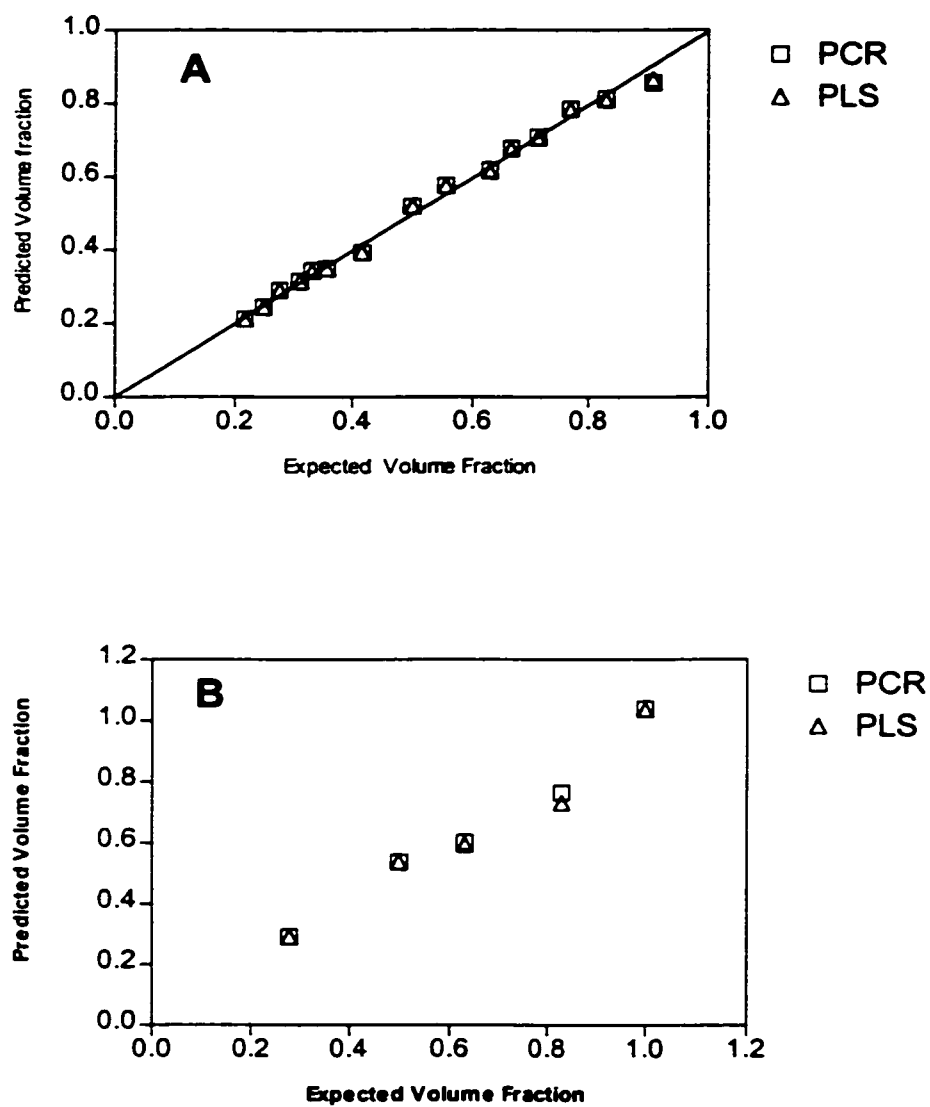 A
1.0
0.8
0.6
0.4
0.2
0.0
Predicted Volume fraction
0.0 0.2 0.4 0.6 0.8 1.0
Expected Volume Fraction
PCR
PLS
B
1.2
1.0
0.8
0.6
0.4
0.2
0.0
Predicted Volume Fraction
0.0 0.2 0.4 0.6 0.8 1.0 1.2
Expected Volume Fraction
PCR
PLS